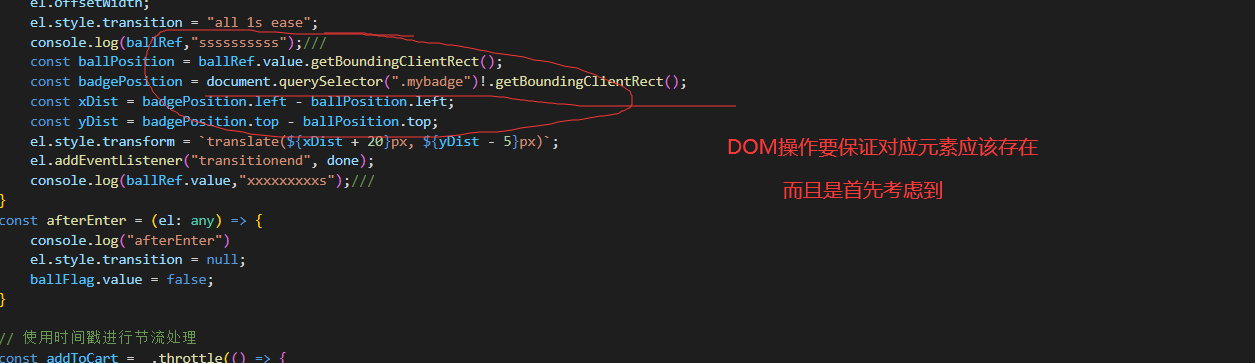 el.offsetWidth;
el.style.transition = "all 1s ease";
console.log(ballRef,"ssssssssss");///
const ballPosition = ballRef.value.getBoundingClientRect();
const badgePosition = document.querySelector(".mybadge")!.getBoundingClientRect();
const xDist = badgePosition.left - ballPosition.left;
const yDist = badgePosition.top - ballPosition.top;
el.style.transform = `translate(${xDist + 20}px, ${yDist - 5}px)`;
el.addEventListener("transitionend", done);
console.log(ballRef.value,"xxxxxxxxxs");///
}
const afterEnter = (el: any) => {
console.log("afterEnter")
el.style.transition = null;
ballFlag.value = false;
}
// 使用时间戳进行节流处理
const addToCart = _.throttle(() => {
DOM操作要保证对应元素应该存在
而且是首先考虑到